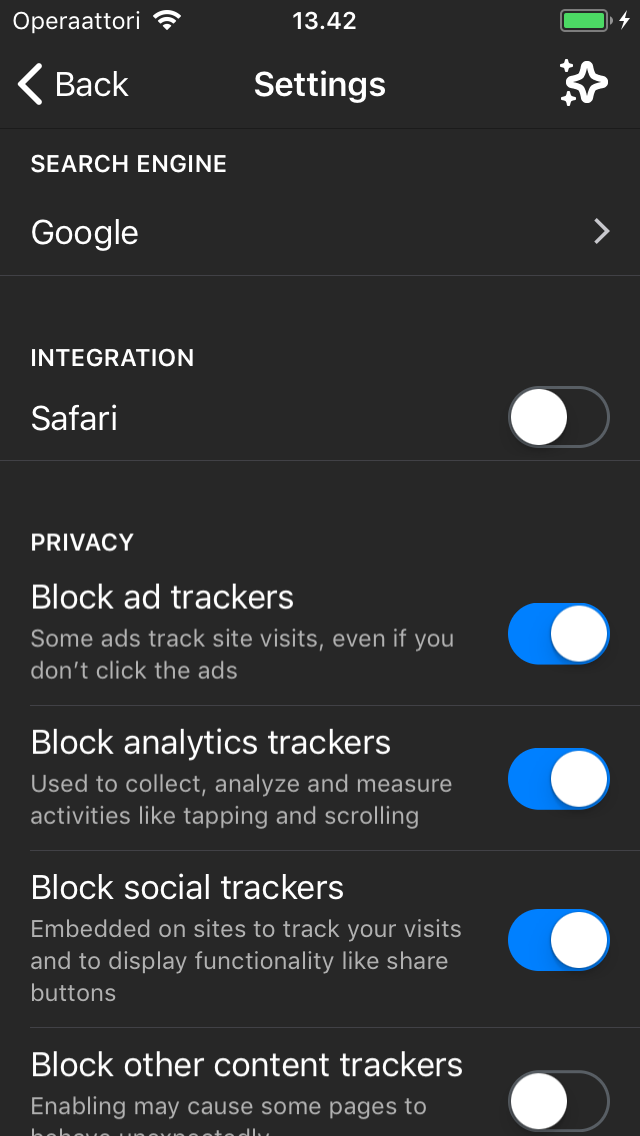 Operaattori 13.42
Back Settings
SEARCH ENGINE
Google
INTEGRATION
Safari
PRIVACY
Block ad trackers
Some ads track site visits, even if you
don’t click the ads
Block analytics trackers
Used to collect, analyze and measure
activities like tapping and scrolling
Block social trackers
Embedded on sites to track your visits
and to display functionality like share
buttons
Block other content trackers
Enabling may cause some pages to
behave unexpectedly